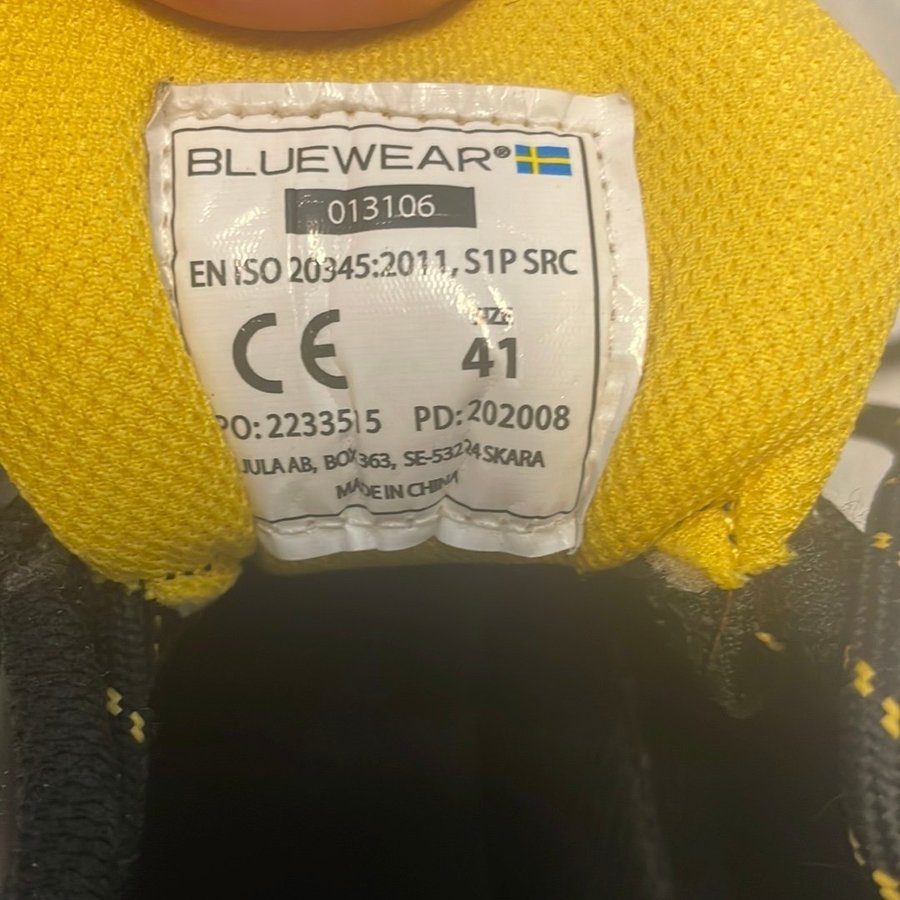 BLUEWEAR®
013106
EN ISO 20345:2011, S1P SRC
CE SIZE
41
PO: 2233515 PD: 202008
JULA AB, BOX 363, SE-53224 SKARA
MADE IN CHINA